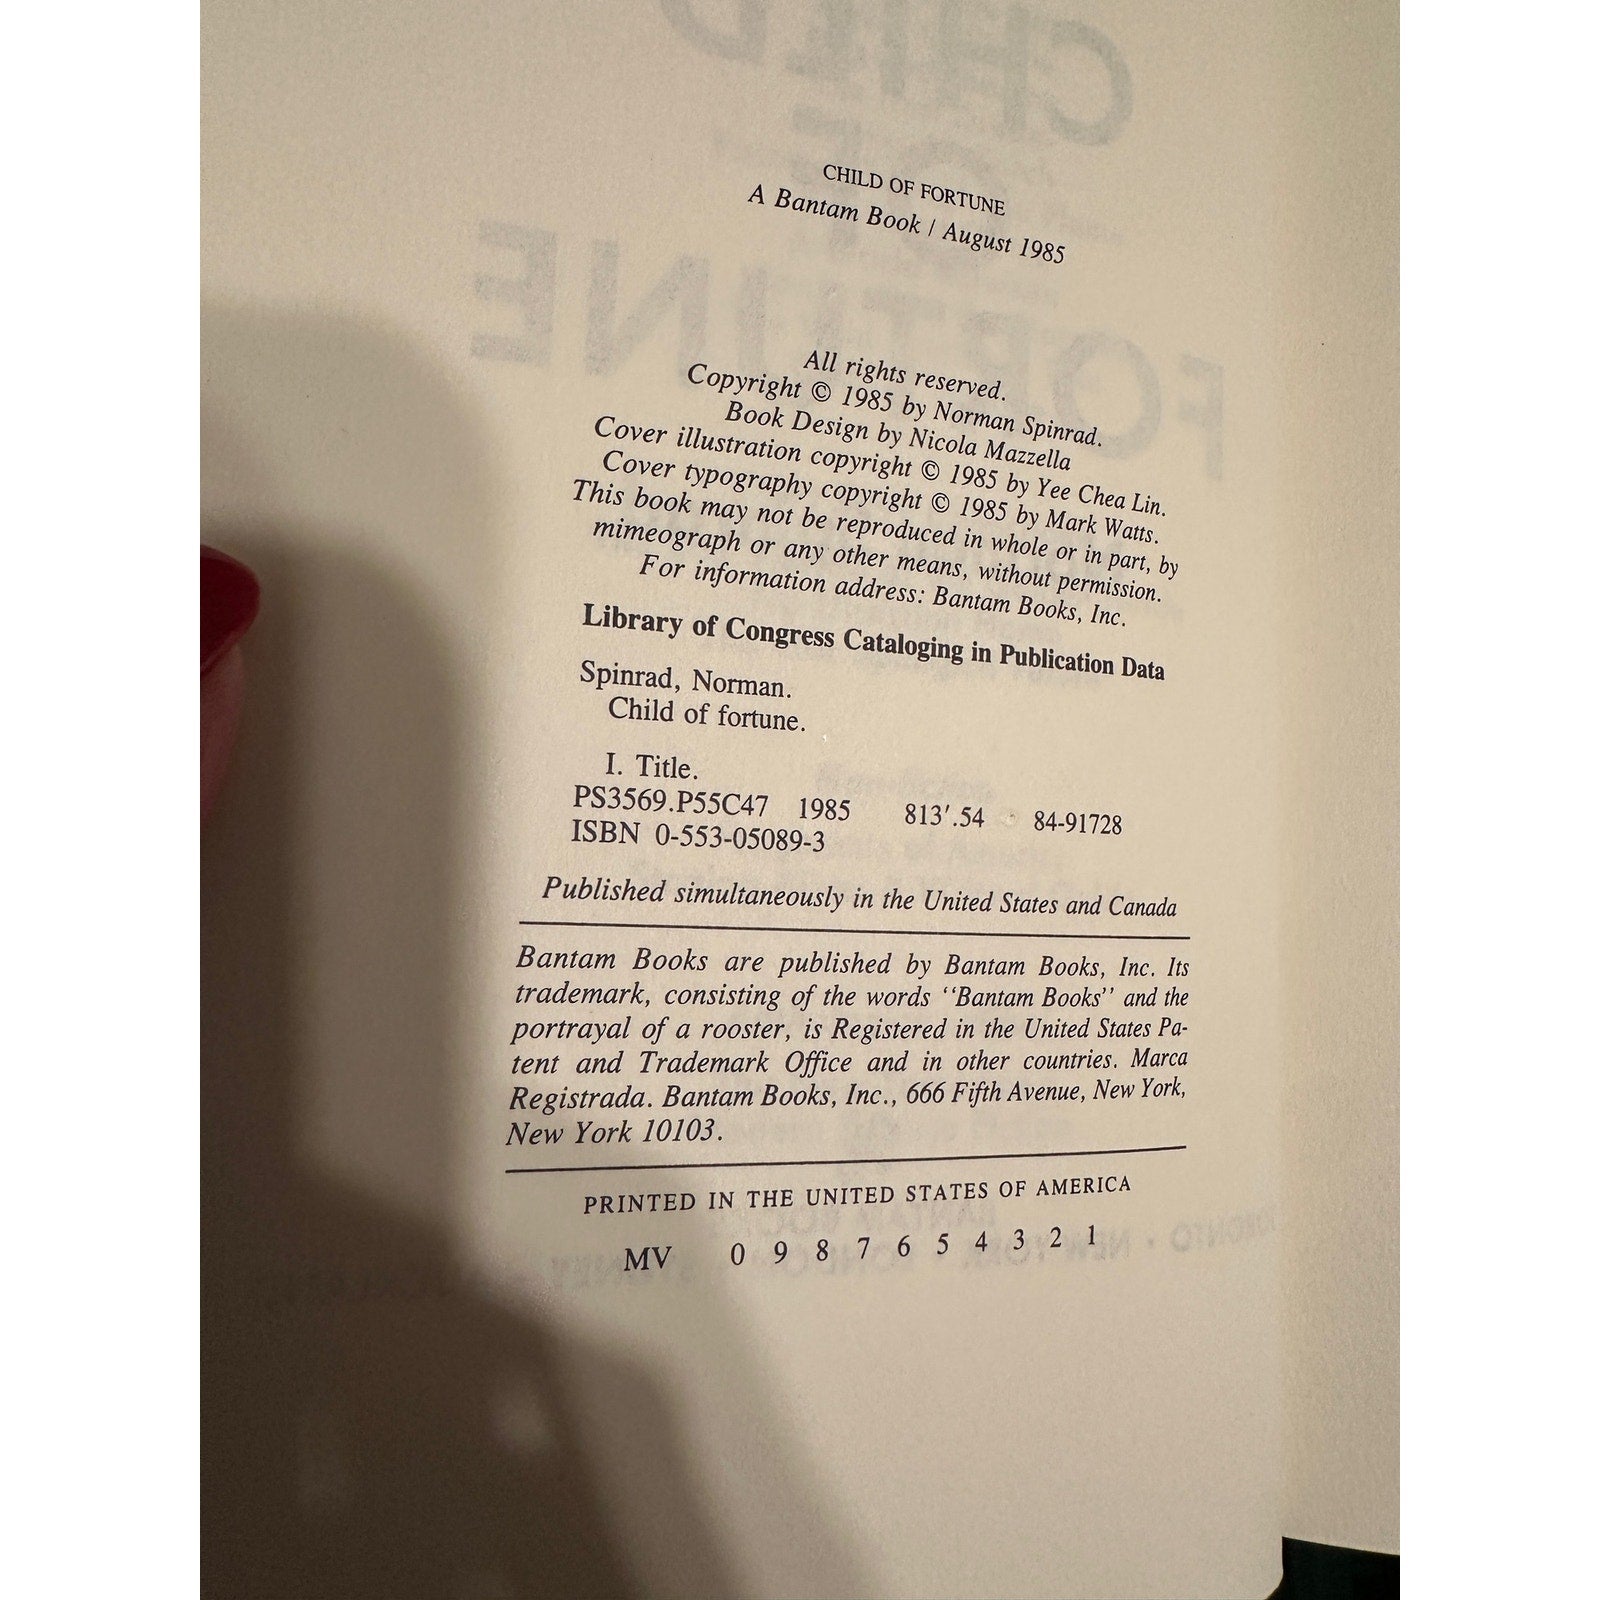 CHILD OF FORTUNE
A Bantam Book / August 1985
All rights reserved.
Copyright © 1985 by Norman Spinrad.
Book Design by Nicola Mazzella
Cover illustration copyright © 1985 by Yee Chea Lin.
Cover typography copyright © 1985 by Mark Watts.
This book may not be reproduced in whole or in part, by
mimeograph or any other means, without permission.
For information address: Bantam Books, Inc.
Library of Congress Cataloging in Publication Data
Spinrad, Norman.
Child of fortune.
I. Title.
PS3569.P55C47 1985 813'.54 84-91728
ISBN 0-553-05089-3
Published simultaneously in the United States and Canada
Bantam Books are published by Bantam Books, Inc. Its
trademark, consisting of the words "Bantam Books" and the
portrayal of a rooster, is Registered in the United States Pa-
tent and Trademark Office and in other countries. Marca
Registrada. Bantam Books, Inc., 666 Fifth Avenue, New York,
New York 10103.
PRINTED IN THE UNITED STATES OF AMERICA
MV 0 9 8 7 6 5 4 3 2 1